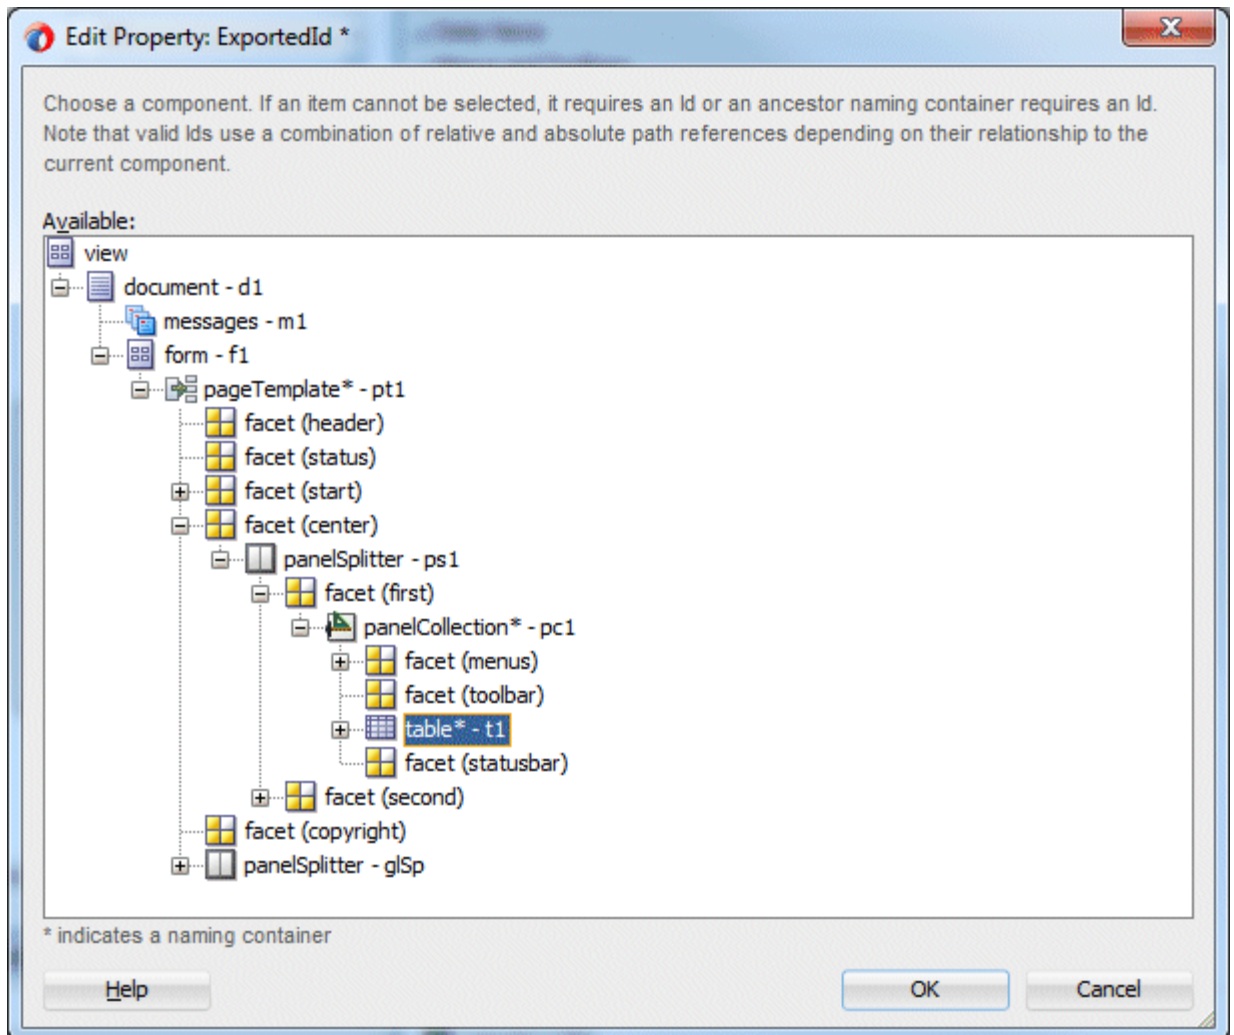 Edit Property: ExportedId *
Choose a component. If an item cannot be selected, it requires an Id or an ancestor naming container requires an Id.
Note that valid Ids use a combination of relative and absolute path references depending on their relationship to the
current component.
Available:
view
document - d1
messages - m1
form - f1
pageTemplate* - pt1
facet (header)
facet (status)
facet (start)
facet (center)
panelSplitter - ps1
facet (first)
panelCollection* - pc1
facet (menus)
facet (toolbar)
table* - t1
facet (statusbar)
facet (second)
facet (copyright)
panelSplitter - glSp
* indicates a naming container
Help
OK
Cancel